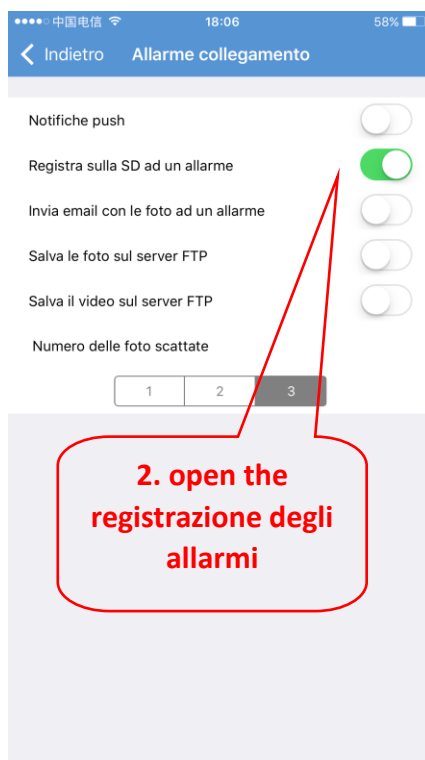 中国电信 18:06 58%
Indietro Allarme collegamento
Notifiche push
Registra sulla SD ad un allarme
Invia email con le foto ad un allarme
Salva le foto sul server FTP
Salva il video sul server FTP
Numero delle foto scattate
1 2 3
2. open the
registrazione degli
allarmi